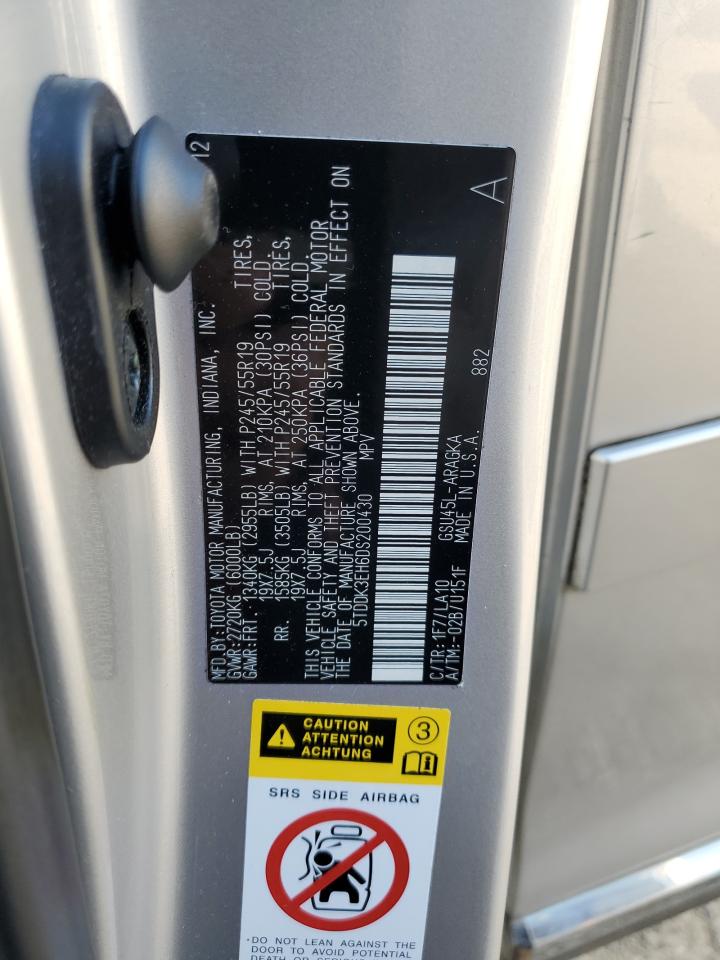 MFD.BY:TOYOTA MOTOR MANUFACTURING, INDIANA, INC. 12
GVWR:2720KG (6000LB)
GAWR:FRT. 1340KG (2955LB) WITH P245/55R19 TIRES,
19X7.5J RIMS, AT 240KPA (30PSI) COLD,
RR. 1585KG (3505LB) WITH P245/55R19 TIRES,
19X7.5J RIMS, AT 250KPA (36PSI) COLD,
THIS VEHICLE CONFORMS TO ALL APPLICABLE FEDERAL MOTOR
VEHICLE SAFETY AND THEFT PREVENTION STANDARDS IN EFFECT ON
THE DATE OF MANUFACTURE SHOWN ABOVE.
5TDDK3EH6DS200430 MPV
A
C/TR:1F7/LA10 GSU45L-ARAGKA
A/TM:-02B/U151F MADE IN U.S.A.
882
CAUTION
ATTENTION
ACHTUNG
3
SRS SIDE AIRBAG
·DO NOT LEAN AGAINST THE
DOOR TO AVOID POTENTIAL